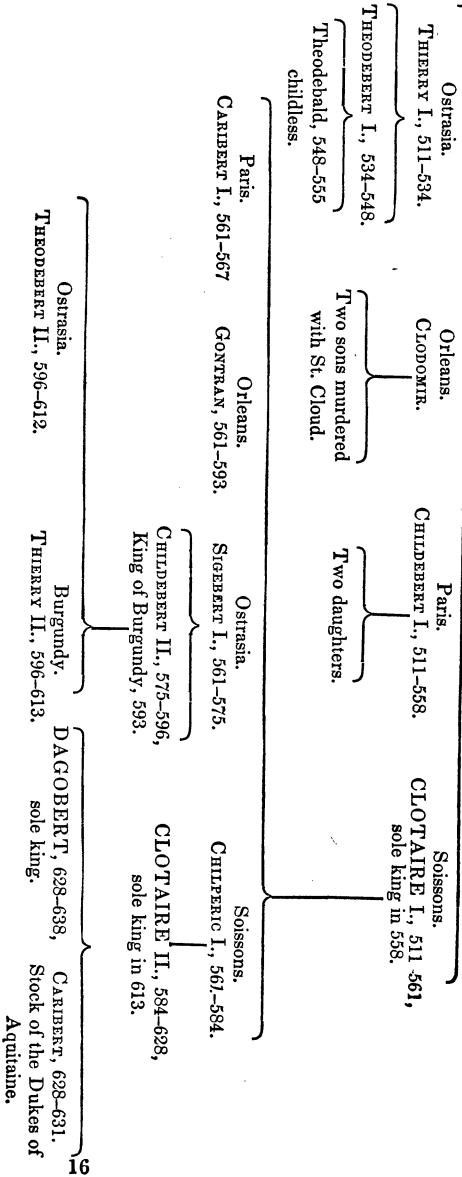 Ostrasia.
THIERRY I., 511–534.
THEODEBERT I., 534–548.
Theodebald, 548–555
childless.
Orleans.
CLODOMIR.
Two sons murdered
with St. Cloud.
Paris.
CHILDEBERT I., 511–558.
Two daughters.
Soissons.
CLOTAIRE I., 511 561,
sole king in 558.
Paris.
CARIBERT I., 561–567
Orleans.
GONTRAN, 561–593.
Ostrasia.
SIGEBERT I., 561–575.
CHILDEBERT II., 575–596,
King of Burgundy, 593.
Soissons.
CHILPERIC I., 561–584.
CLOTAIRE II., 584–628,
sole king in 613.
Ostrasia.
THEODEBERT II., 596–612.
Burgundy.
THIERRY II., 596–613.
DAGOBERT, 628–638,
sole king.
CARIBERT, 628–631.
Stock of the Dukes of
Aquitaine.
16